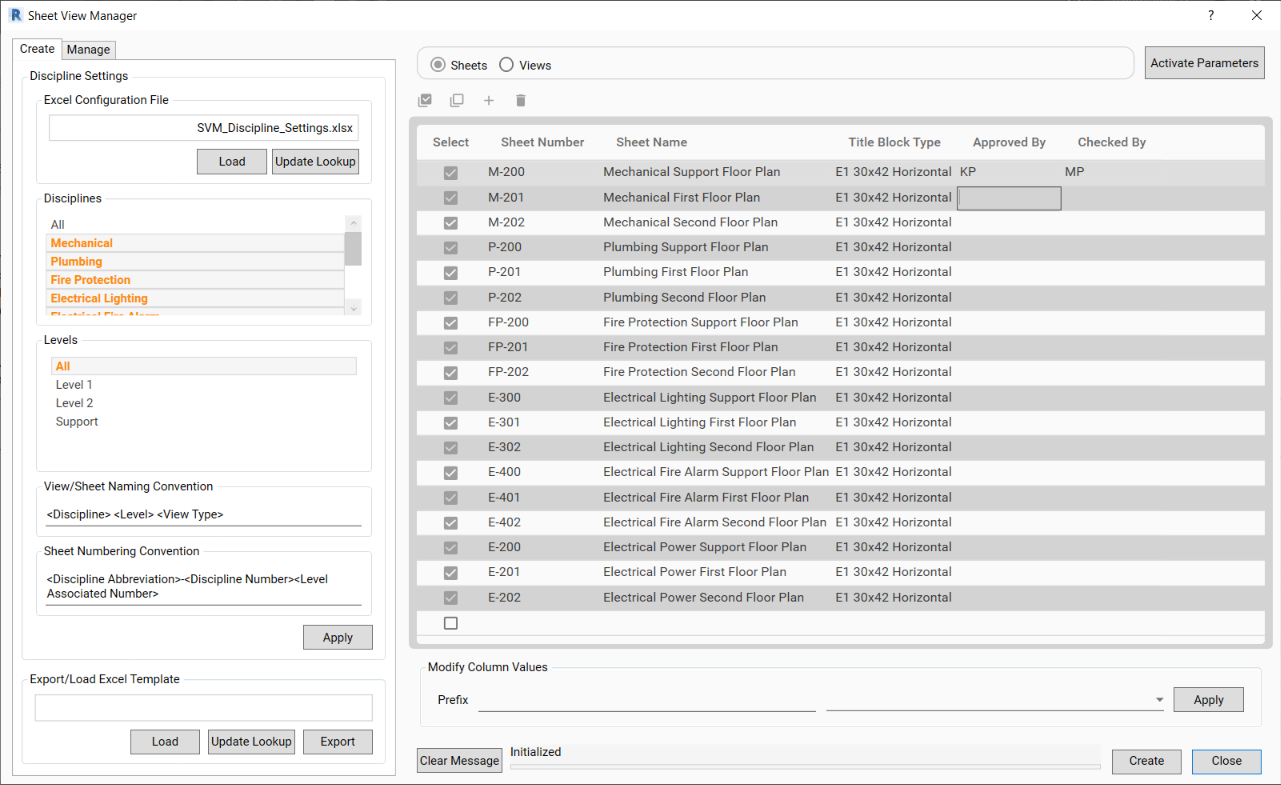 R Sheet View Manager ?
Create Manage
Discipline Settings
Excel Configuration File
SVM_Discipline_Settings.xlsx
Load Update Lookup
Disciplines
All
Mechanical
Plumbing
Fire Protection
Electrical Lighting
Electrical Fire Alarm
Levels
All
Level 1
Level 2
Support
View/Sheet Naming Convention
<Discipline> <Level> <View Type>
Sheet Numbering Convention
<Discipline Abbreviation>-<Discipline Number><Level
Associated Number>
Apply
Export/Load Excel Template
Load Update Lookup Export
Sheets Views Activate Parameters
Select Sheet Number Sheet Name Title Block Type Approved By Checked By
M-200 Mechanical Support Floor Plan E1 30x42 Horizontal KP MP
M-201 Mechanical First Floor Plan E1 30x42 Horizontal
M-202 Mechanical Second Floor Plan E1 30x42 Horizontal
P-200 Plumbing Support Floor Plan E1 30x42 Horizontal
P-201 Plumbing First Floor Plan E1 30x42 Horizontal
P-202 Plumbing Second Floor Plan E1 30x42 Horizontal
FP-200 Fire Protection Support Floor Plan E1 30x42 Horizontal
FP-201 Fire Protection First Floor Plan E1 30x42 Horizontal
FP-202 Fire Protection Second Floor Plan E1 30x42 Horizontal
E-300 Electrical Lighting Support Floor Plan E1 30x42 Horizontal
E-301 Electrical Lighting First Floor Plan E1 30x42 Horizontal
E-302 Electrical Lighting Second Floor Plan E1 30x42 Horizontal
E-400 Electrical Fire Alarm Support Floor Plan E1 30x42 Horizontal
E-401 Electrical Fire Alarm First Floor Plan E1 30x42 Horizontal
E-402 Electrical Fire Alarm Second Floor Plan E1 30x42 Horizontal
E-200 Electrical Power Support Floor Plan E1 30x42 Horizontal
E-201 Electrical Power First Floor Plan E1 30x42 Horizontal
E-202 Electrical Power Second Floor Plan E1 30x42 Horizontal
Modify Column Values
Prefix Apply
Clear Message Initialized Create Close